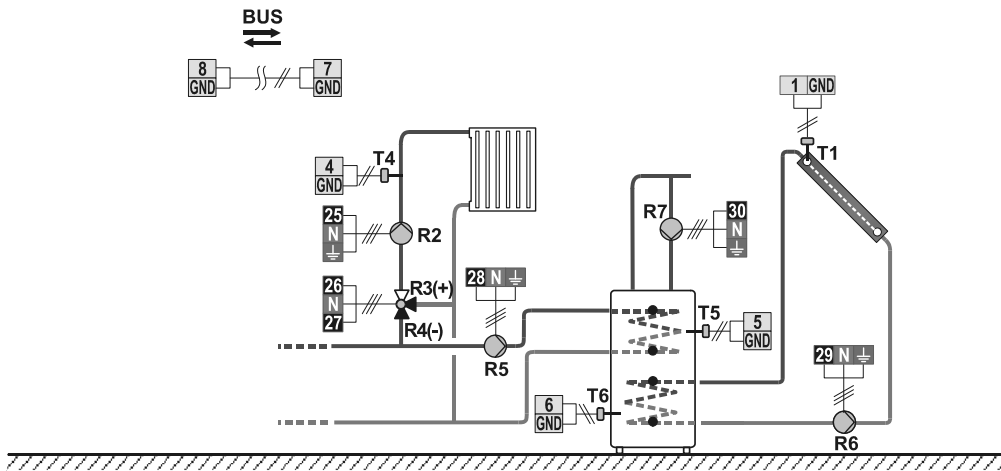 BUS
8 7
GND GND
1 GND
T1
4 T4
GND
25
N R2
R7
30
N
26
N
27
R3(+)
R4(-)
28 N
R5
T5
5
GND
29 N
6 T6
GND
R6